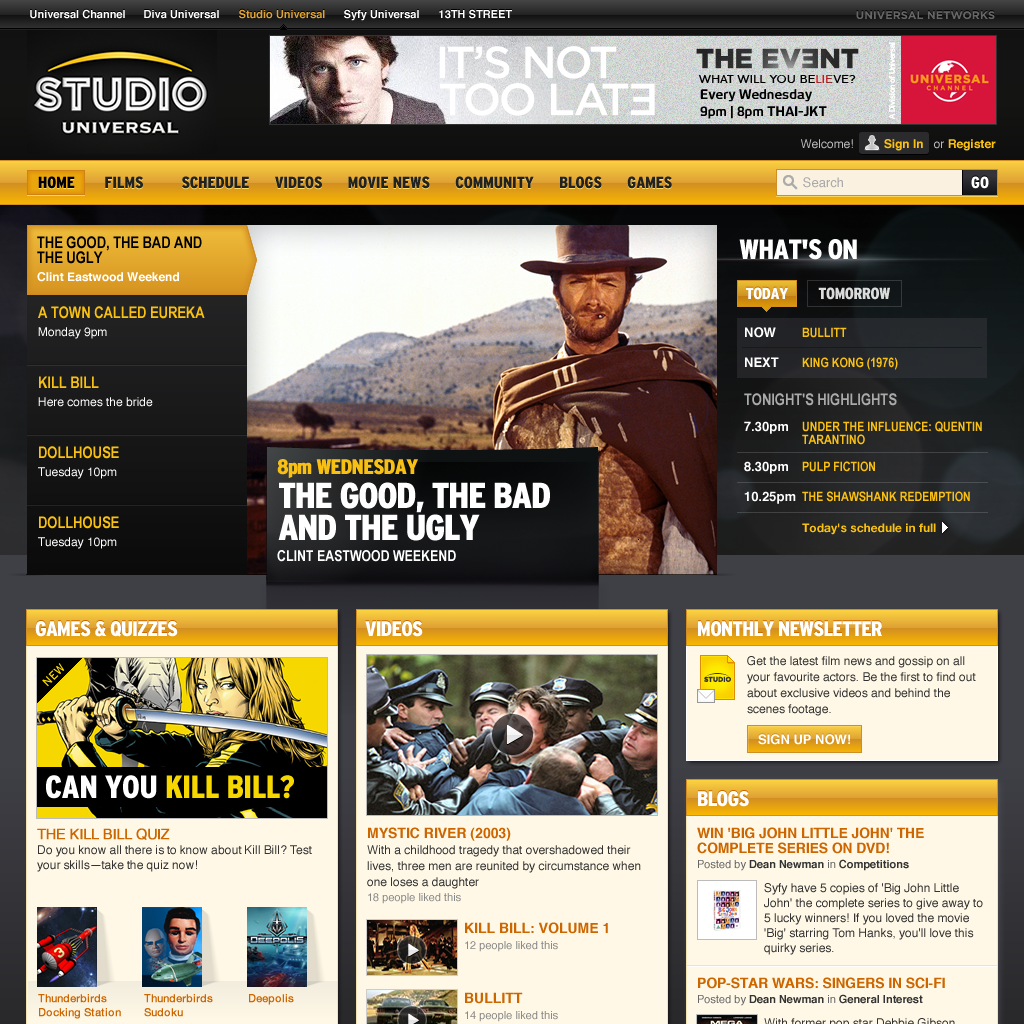 Universal Channel Diva Universal Studio Universal Syfy Universal 13TH STREET UNIVERSAL NETWORKS
STUDIO
UNIVERSAL
IT'S NOT
TOO LATE
THE EVENT
WHAT WILL YOU BELIEVE?
Every Wednesday
9pm | 8pm THAI-JKT
A Division of Universal
UNIVERSAL
CHANNEL
Welcome! Sign In or Register
HOME FILMS SCHEDULE VIDEOS MOVIE NEWS COMMUNITY BLOGS GAMES Search GO
THE GOOD, THE BAD AND
THE UGLY
Clint Eastwood Weekend
A TOWN CALLED EUREKA
Monday 9pm
KILL BILL
Here comes the bride
DOLLHOUSE
Tuesday 10pm
DOLLHOUSE
Tuesday 10pm
8pm WEDNESDAY
THE GOOD, THE BAD
AND THE UGLY
CLINT EASTWOOD WEEKEND
WHAT'S ON
TODAY TOMORROW
NOW BULLITT
NEXT KING KONG (1976)
TONIGHT'S HIGHLIGHTS
7.30pm UNDER THE INFLUENCE: QUENTIN
TARANTINO
8.30pm PULP FICTION
10.25pm THE SHAWSHANK REDEMPTION
Today's schedule in full
GAMES & QUIZZES
NEW
CAN YOU KILL BILL?
THE KILL BILL QUIZ
Do you know all there is to know about Kill Bill? Test
your skills—take the quiz now!
3
DEEPOLIS
Thunderbirds
Docking Station
Thunderbirds
Sudoku
Deepolis
VIDEOS
MYSTIC RIVER (2003)
With a childhood tragedy that overshadowed their
lives, three men are reunited by circumstance when
one loses a daughter
18 people liked this
KILL BILL: VOLUME 1
12 people liked this
BULLITT
14 people liked this
MONTHLY NEWSLETTER
STUDIO
Get the latest film news and gossip on all
your favourite actors. Be the first to find out
about exclusive videos and behind the
scenes footage.
SIGN UP NOW!
BLOGS
WIN 'BIG JOHN LITTLE JOHN' THE
COMPLETE SERIES ON DVD!
Posted by Dean Newman in Competitions
Syfy have 5 copies of 'Big John Little
John' the complete series to give away to
5 lucky winners! If you loved the movie
'Big' starring Tom Hanks, you'll love this
quirky series.
POP-STAR WARS: SINGERS IN SCI-FI
Posted by Dean Newman in General Interest
MEGA
With former pop star Debbie Gibson